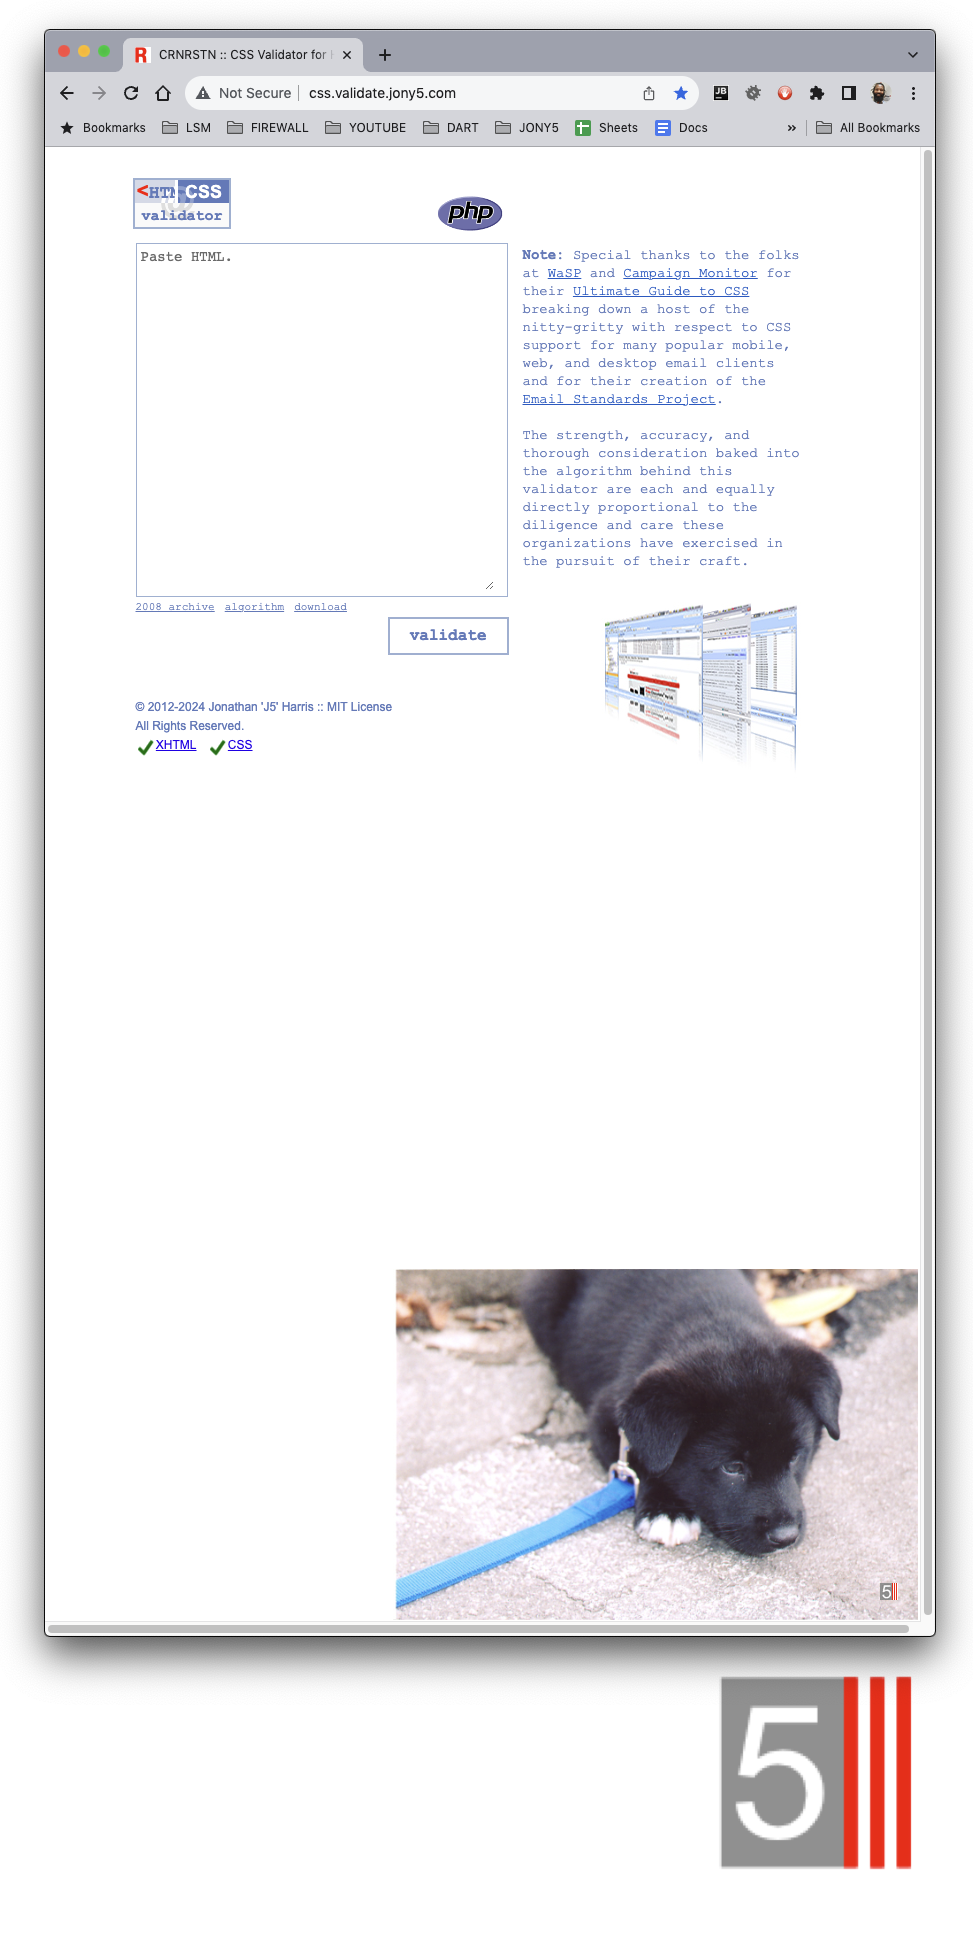 CRNRSTN :: CSS Validator for
Not Secure
css.validate.jony5.com
JB
Bookmarks
LSM
FIREWALL
YOUTUBE
DART
JONY5
Sheets
Docs
»
All Bookmarks
<HTM CSS
validator
php
Paste HTML.
Note: Special thanks to the folks
at WaSP and Campaign Monitor for
their Ultimate Guide to CSS
breaking down a host of the
nitty-gritty with respect to CSS
support for many popular mobile,
web, and desktop email clients
and for their creation of the
Email Standards Project.
The strength, accuracy, and
thorough consideration baked into
the algorithm behind this
validator are each and equally
directly proportional to the
diligence and care these
organizations have exercised in
the pursuit of their craft.
2008 archive algorithm download
validate
© 2012-2024 Jonathan 'J5' Harris :: MIT License
All Rights Reserved.
XHTML CSS
5
5